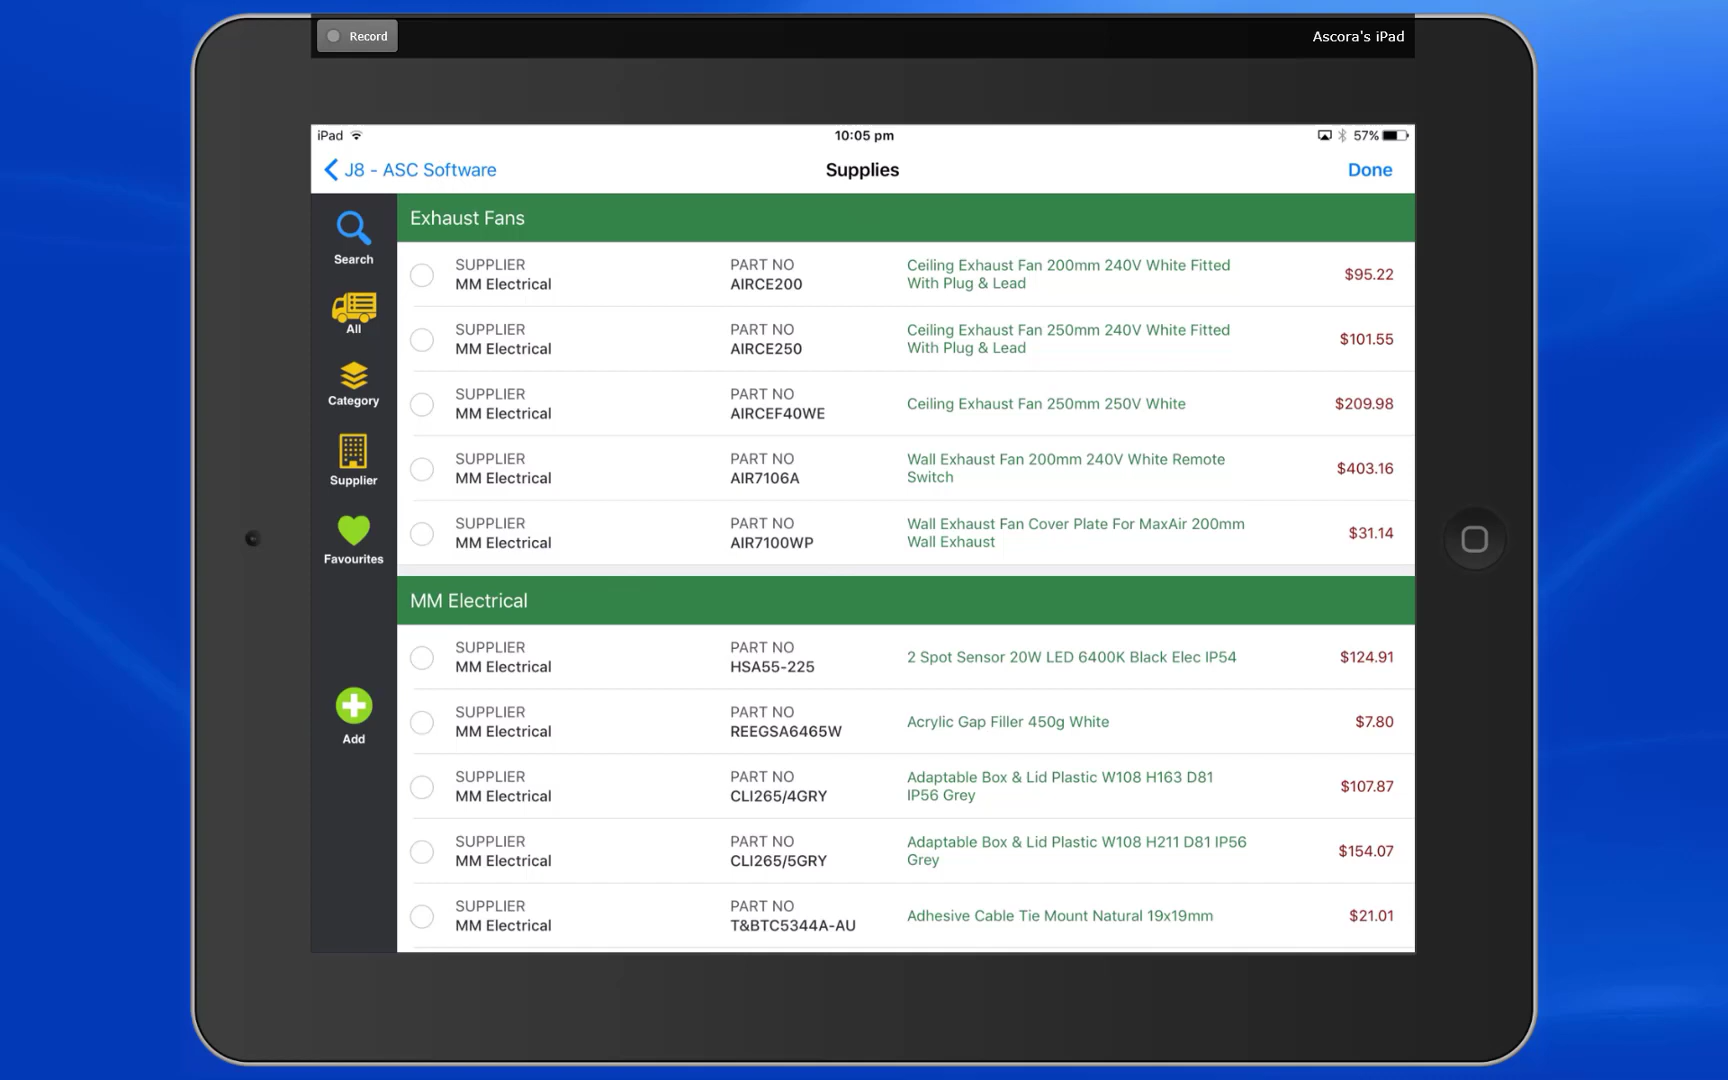 Record
Ascora's iPad
iPad
10:05 pm
57%
J8 - ASC Software
Supplies
Done
Search
All
Category
Supplier
Favourites
Add
Exhaust Fans
SUPPLIER
MM Electrical
PART NO
AIRCE200
Ceiling Exhaust Fan 200mm 240V White Fitted
With Plug & Lead
$95.22
SUPPLIER
MM Electrical
PART NO
AIRCE250
Ceiling Exhaust Fan 250mm 240V White Fitted
With Plug & Lead
$101.55
SUPPLIER
MM Electrical
PART NO
AIRCEF40WE
Ceiling Exhaust Fan 250mm 250V White
$209.98
SUPPLIER
MM Electrical
PART NO
AIR7106A
Wall Exhaust Fan 200mm 240V White Remote
Switch
$403.16
SUPPLIER
MM Electrical
PART NO
AIR7100WP
Wall Exhaust Fan Cover Plate For MaxAir 200mm
Wall Exhaust
$31.14
MM Electrical
SUPPLIER
MM Electrical
PART NO
HSA55-225
2 Spot Sensor 20W LED 6400K Black Elec IP54
$124.91
SUPPLIER
MM Electrical
PART NO
REEGSA6465W
Acrylic Gap Filler 450g White
$7.80
SUPPLIER
MM Electrical
PART NO
CLI265/4GRY
Adaptable Box & Lid Plastic W108 H163 D81
IP56 Grey
$107.87
SUPPLIER
MM Electrical
PART NO
CLI265/5GRY
Adaptable Box & Lid Plastic W108 H211 D81 IP56
Grey
$154.07
SUPPLIER
MM Electrical
PART NO
T&BTC5344A-AU
Adhesive Cable Tie Mount Natural 19x19mm
$21.01